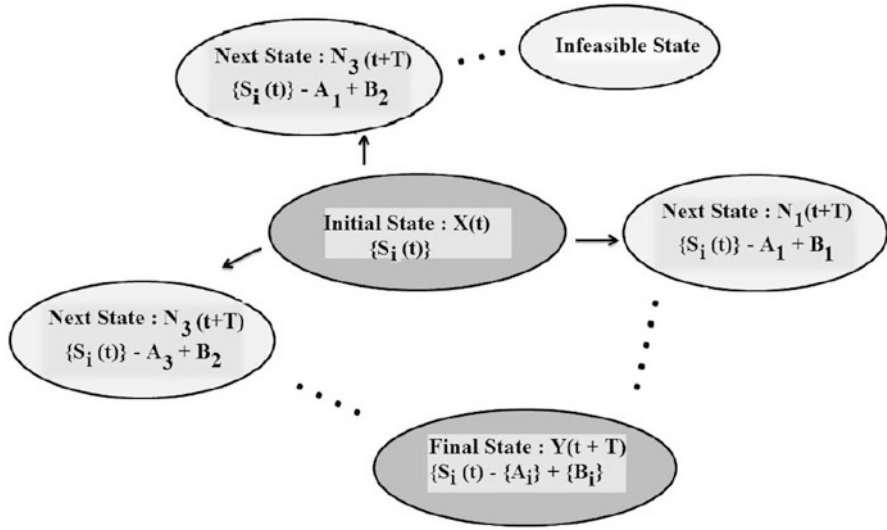 Next State : N₃(t+T)
{Sᵢ(t)} - A₁ + B₂
Infeasible State
Initial State : X(t)
{Sᵢ(t)}
Next State : N₁(t+T)
{Sᵢ(t)} - A₁ + B₁
Next State : N₃(t+T)
{Sᵢ(t)} - A₃ + B₂
Final State : Y(t + T)
{Sᵢ(t) - {Aᵢ} + {Bᵢ}